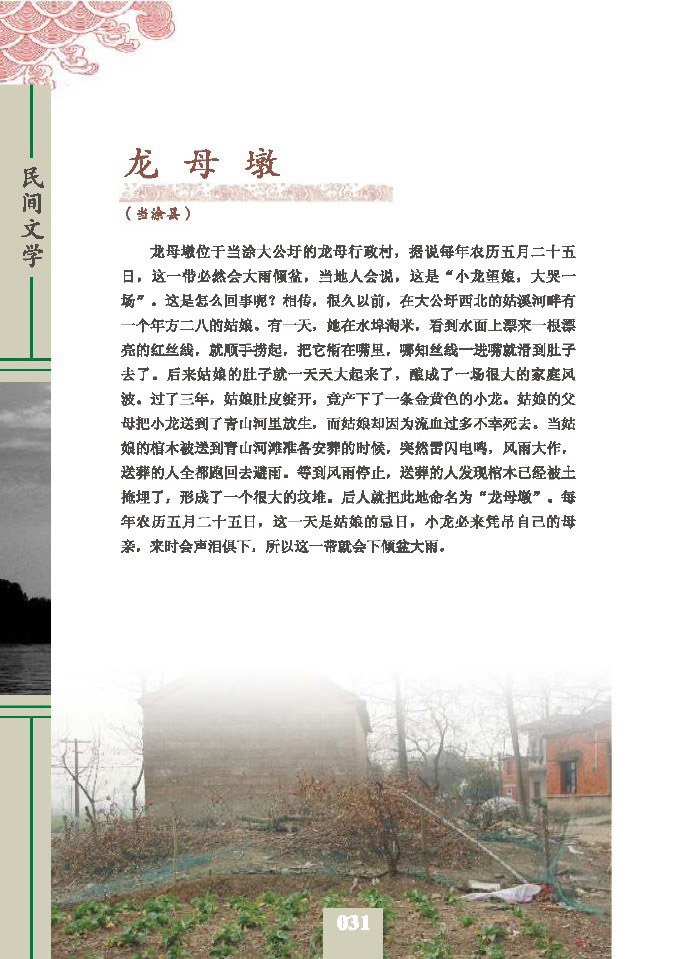 民间文学
龙母墩
（当涂县）
龙母墩位于当涂大公圩的龙母行政村，据说每年农历五月二十五
日，这一带必然会大雨倾盆，当地人会说，这是“小龙望娘，大哭一
场”。这是怎么回事呢？相传，很久以前，在大公圩西北的姑溪河畔有
一个年方二八的姑娘。有一天，她在水埠淘米，看到水面上漂来一根漂
亮的红丝线，就顺手捞起，把它衔在嘴里，哪知丝线一进嘴就滑到肚子
去了。后来姑娘的肚子就一天天大起来了，酿成了一场很大的家庭风
波。过了三年，姑娘肚皮绽开，竟产下了一条金黄色的小龙。姑娘的父
母把小龙送到了青山河里放生，而姑娘却因为流血过多不幸死去。当姑
娘的棺木被送到青山河滩准备安葬的时候，突然雷闪电鸣，风雨大作，
送葬的人全都跑回去避雨。等到风雨停止，送葬的人发现棺木已经被土
掩埋了，形成了一个很大的坟堆。后人就把此地命名为“龙母墩”。每
年农历五月二十五日，这一天是姑娘的忌日，小龙必来凭吊自己的母
亲，来时会声泪俱下，所以这一带就会下倾盆大雨。
031